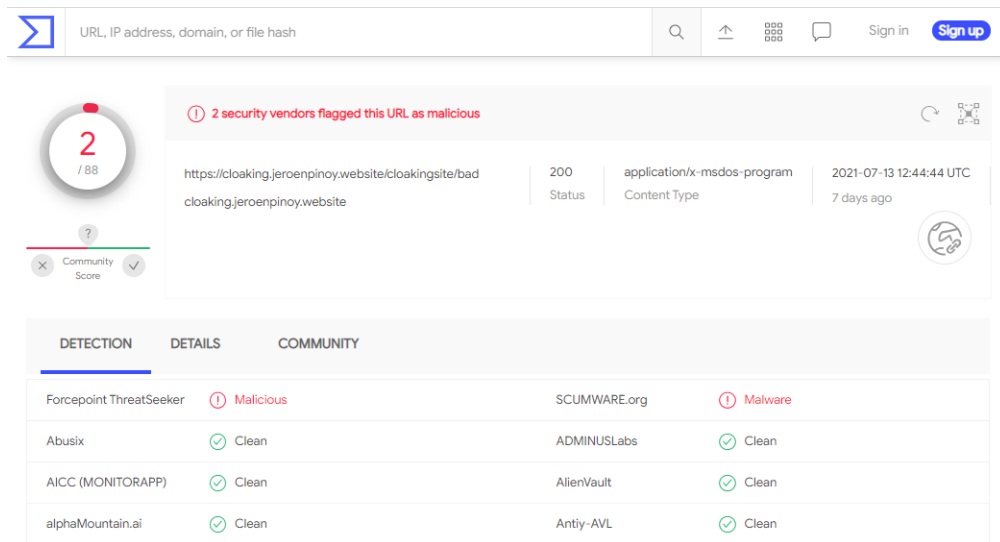 URL, IP address, domain, or file hash
Sign in
Sign up
2
/ 88
?
Community
Score
2 security vendors flagged this URL as malicious
https://cloaking.jeroenpinoy.website/cloakingsite/bad
cloaking.jeroenpinoy.website
200
Status
application/x-msdos-program
Content Type
2021-07-13 12:44:44 UTC
7 days ago
DETECTION DETAILS COMMUNITY
Forcepoint ThreatSeeker Malicious SCUMWARE.org Malware
Abusix Clean ADMINUSLabs Clean
AICC (MONITORAPP) Clean AlienVault Clean
alphaMountain.ai Clean Antiy-AVL Clean